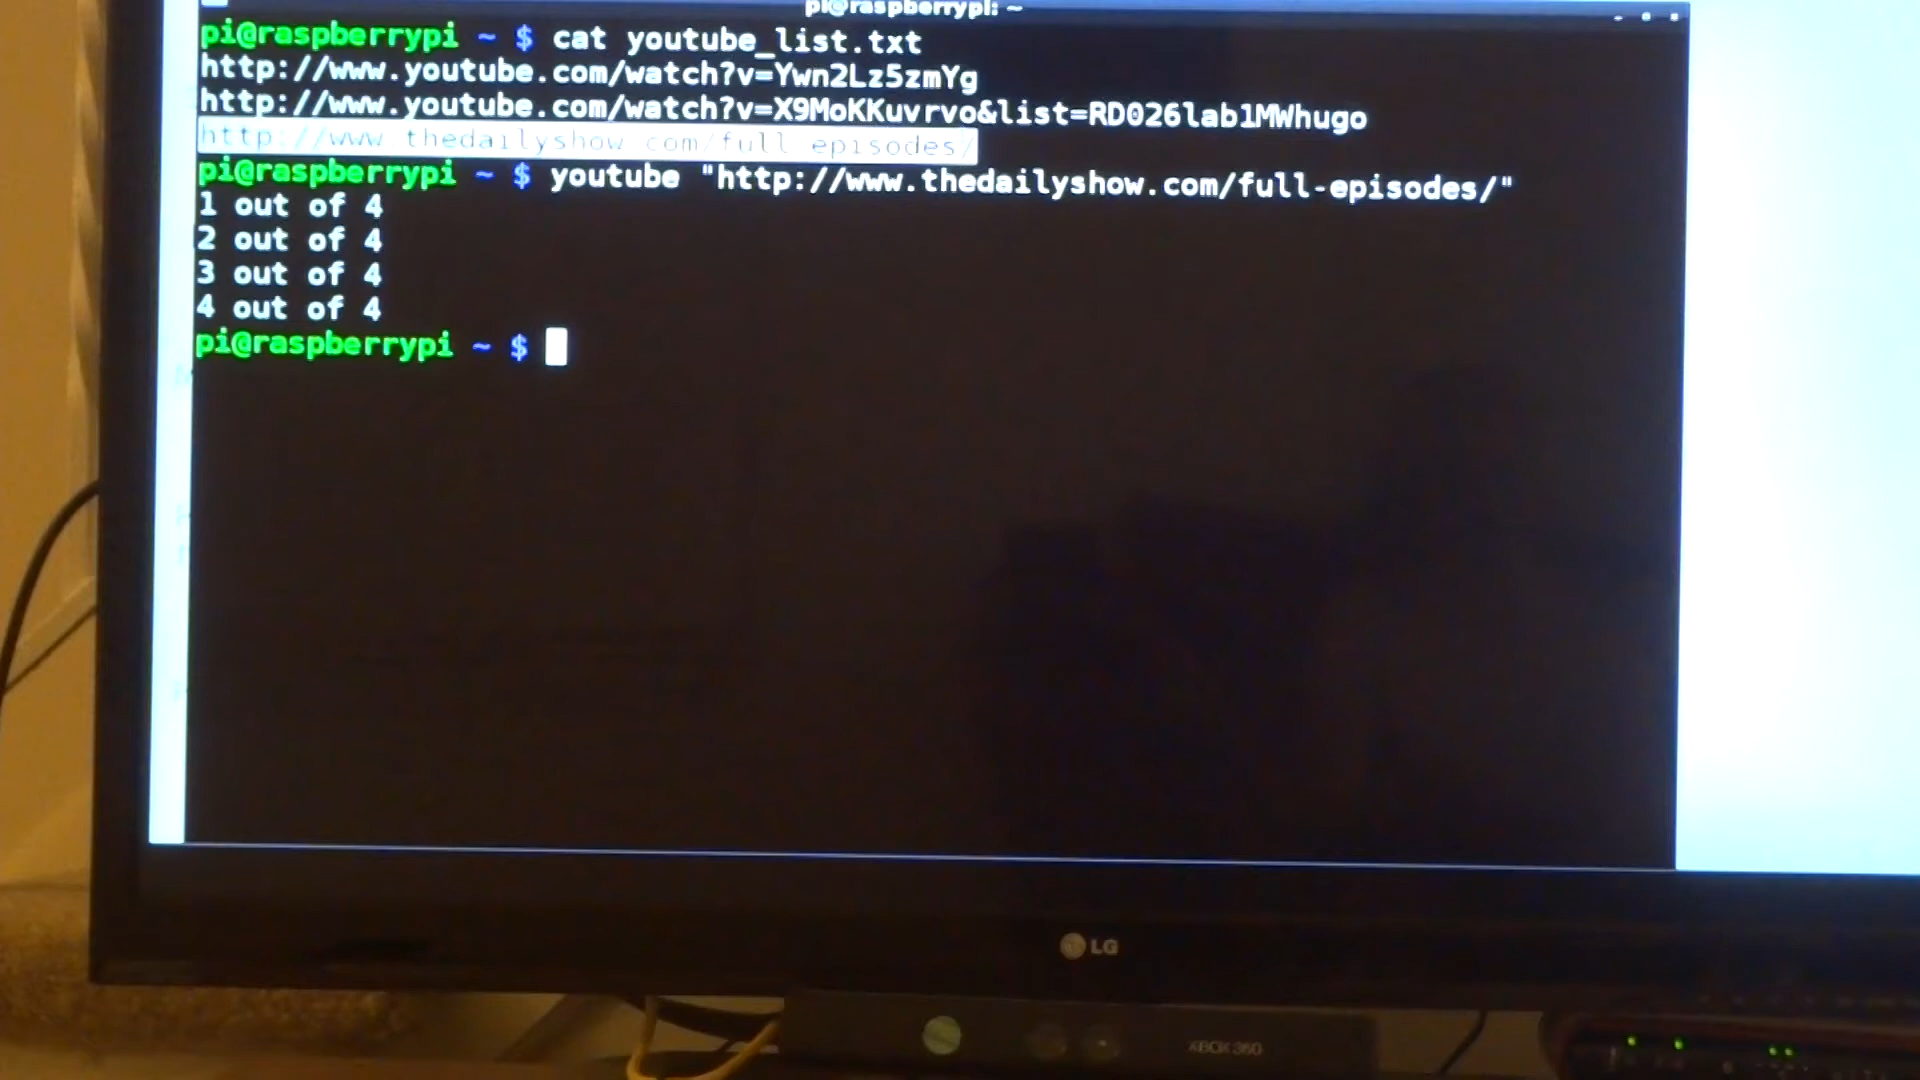 pi@raspberrypi: ~
pi@raspberrypi ~ $ cat youtube_list.txt
http://www.youtube.com/watch?v=Ywn2Lz5zmYg
http://www.youtube.com/watch?v=X9MoKKuvrvo&list=RD026lab1MWhugo
http://www.thedailyshow.com/full-episodes/
pi@raspberrypi ~ $ youtube "http://www.thedailyshow.com/full-episodes/"
1 out of 4
2 out of 4
3 out of 4
4 out of 4
pi@raspberrypi ~ $
LG
XBOX 360